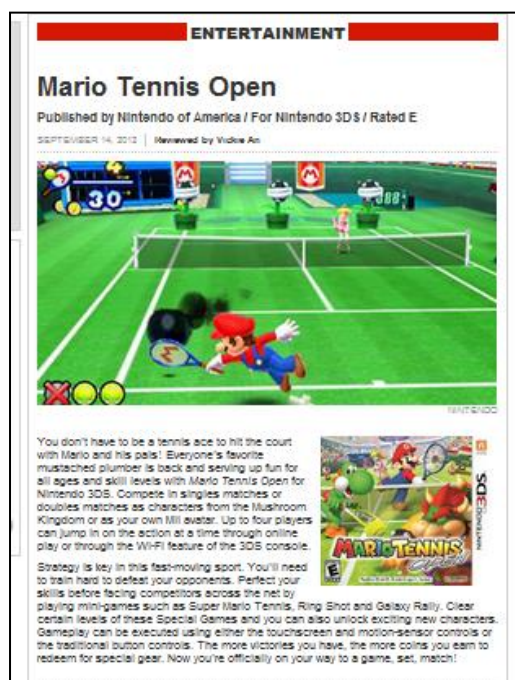 ENTERTAINMENT
Mario Tennis Open
Published by Nintendo of America / For Nintendo 3DS / Rated E
SEPTEMBER 14, 2012 | Reviewed by Vickie An
30
NINTENDO
You don't have to be a tennis ace to hit the court
with Mario and his pals! Everyone's favorite
mustached plumber is back and serving up fun for
all ages and skill levels with Mario Tennis Open for
Nintendo 3DS. Compete in singles matches or
doubles matches as characters from the Mushroom
Kingdom or as your own Mii avatar. Up to four players
can jump in on the action at a time through online
play or through the Wi-Fi feature of the 3DS console.
NINTENDO 3DS
MARIO TENNIS
Open
E
Strategy is key in this fast-moving sport. You'll need
to train hard to defeat your opponents. Perfect your
skills before facing competitors across the net by
playing mini-games such as Super Mario Tennis, Ring Shot and Galaxy Rally. Clear
certain levels of these Special Games and you can also unlock exciting new characters.
Gameplay can be executed using either the touchscreen and motion-sensor controls or
the traditional button controls. The more victories you have, the more coins you earn to
redeem for special gear. Now you're officially on your way to a game, set, match!